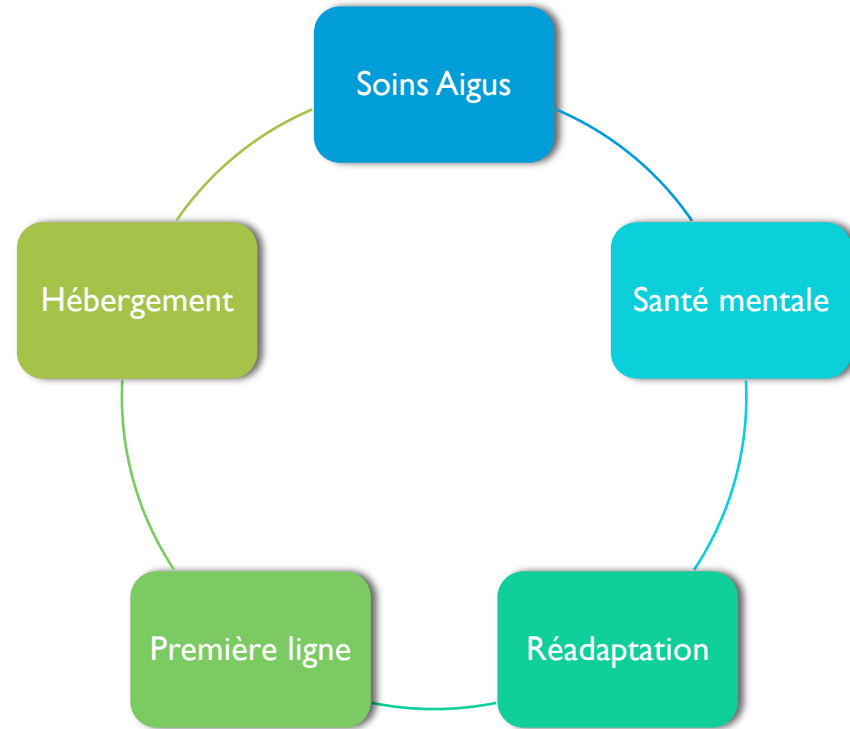 Soins Aigus
Santé mentale
Réadaptation
Première ligne
Hébergement